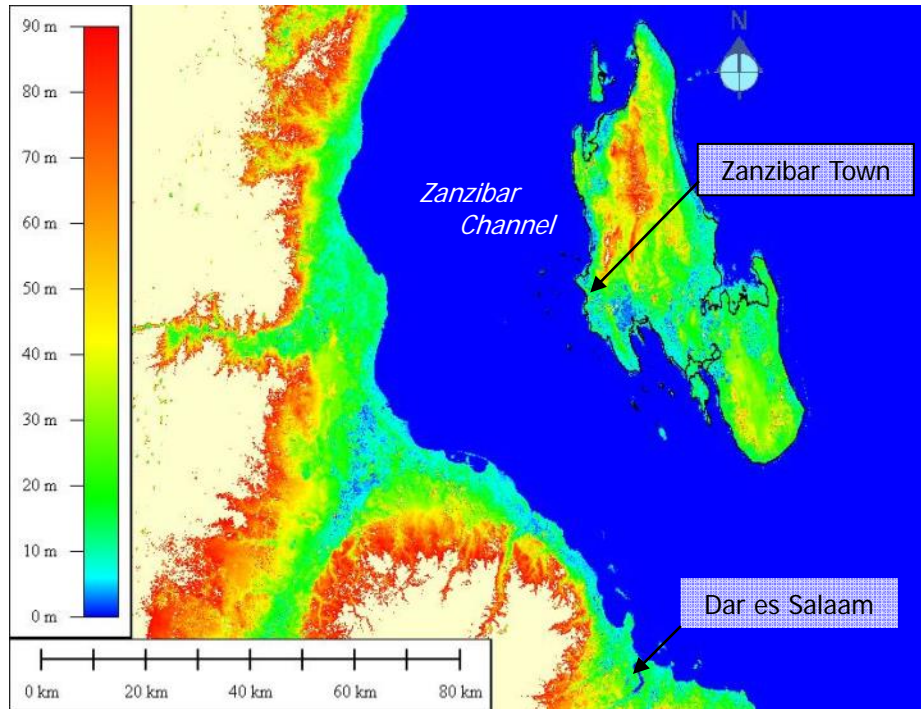 90 m
80 m
70 m
60 m
50 m
40 m
30 m
20 m
10 m
0 m
N
Zanzibar
Channel
Zanzibar Town
Dar es Salaam
0 km 20 km 40 km 60 km 80 km